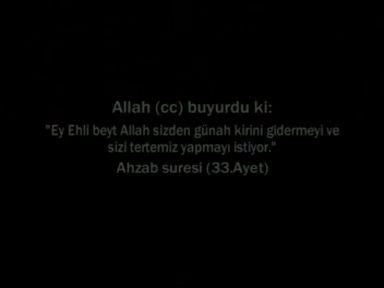 Allah (cc) buyurdu ki:
"Ey Ehli beyt Allah sizden günah kirini gidermeyi ve
sizi tertemiz yapmayı istiyor."
Ahzab suresi (33.Ayet)